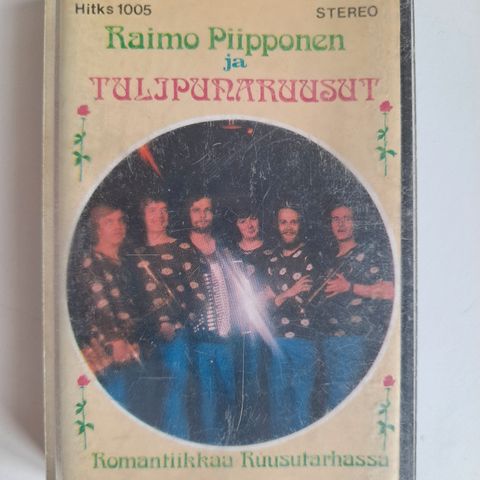 Hitks 1005 STEREO
Raimo Piipponen
ja
TULIPUNARUUSUT
Romantiikkaa Ruusutarhassa